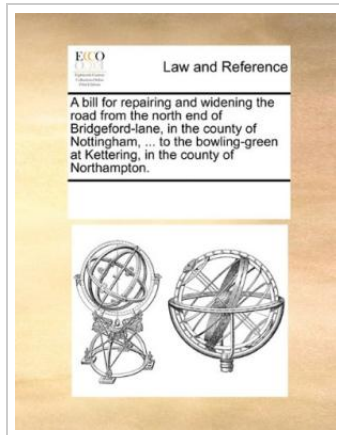 ECCO
Law and Reference
A bill for repairing and widening the
road from the north end of
Bridgeford-lane, in the county of
Nottingham, ... to the bowling-green
at Kettering, in the county of
Northampton.